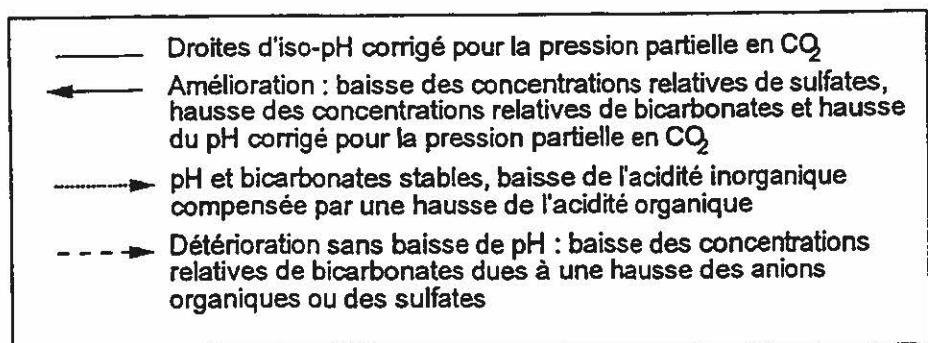 Droites d'iso-pH corrigé pour la pression partielle en CO2
Amélioration : baisse des concentrations relatives de sulfates,
hausse des concentrations relatives de bicarbonates et hausse
du pH corrigé pour la pression partielle en CO2
pH et bicarbonates stables, baisse de l'acidité inorganique
compensée par une hausse de l'acidité organique
Détérioration sans baisse de pH : baisse des concentrations
relatives de bicarbonates dues à une hausse des anions
organiques ou des sulfates